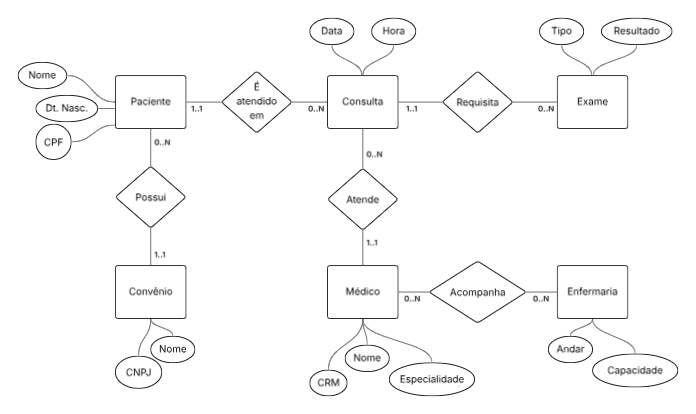 Data
Hora
Tipo
Resultado
Nome
Dt. Nasc.
CPF
Paciente
1..1
É
atendido
em
0..N
Consulta
1..1
Requisita
0..N
Exame
0..N
0..N
Possui
Atende
1..1
1..1
Convênio
Médico
0..N
Acompanha
0..N
Enfermaria
Nome
CNPJ
Nome
CRM
Especialidade
Andar
Capacidade